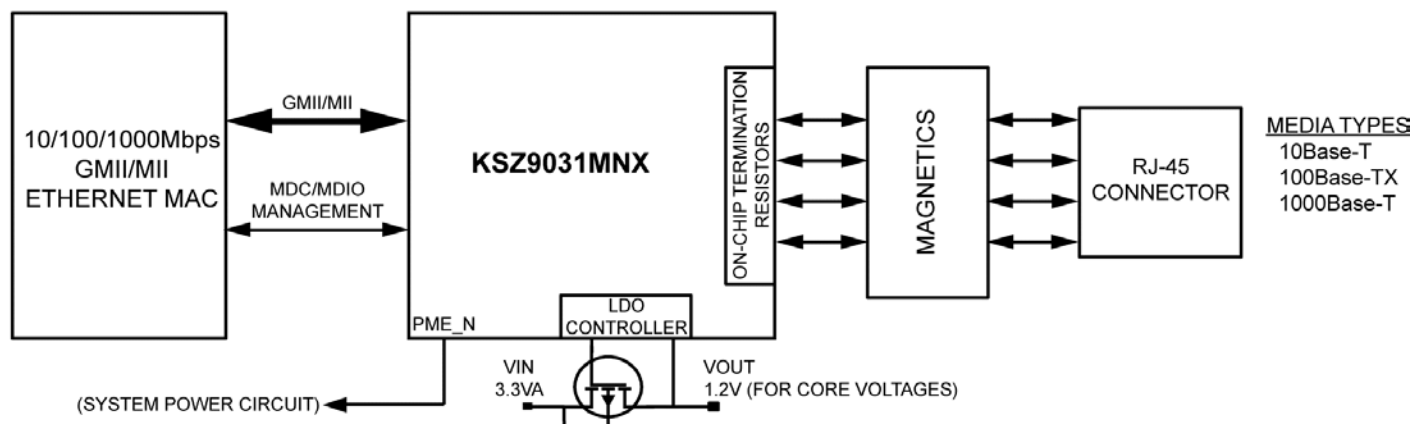 10/100/1000Mbps
GMII/MII
ETHERNET MAC
GMII/MII
MDC/MDIO
MANAGEMENT
KSZ9031MNX
PME_N
LDO
CONTROLLER
ON-CHIP TERMINATION
RESISTORS
MAGNETICS
RJ-45
CONNECTOR
MEDIA TYPES
10Base-T
100Base-TX
1000Base-T
VIN
3.3VA
VOUT
1.2V (FOR CORE VOLTAGES)
(SYSTEM POWER CIRCUIT)